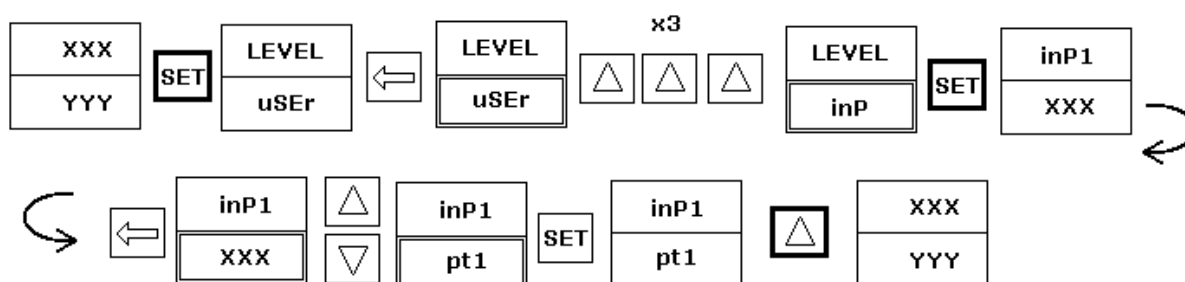 x3
XXX SET LEVEL LEVEL LEVEL SET inP1
YYY uSEr uSEr inP XXX
inP1 inP1 SET inP1 XXX
XXX pt1 pt1 YYY